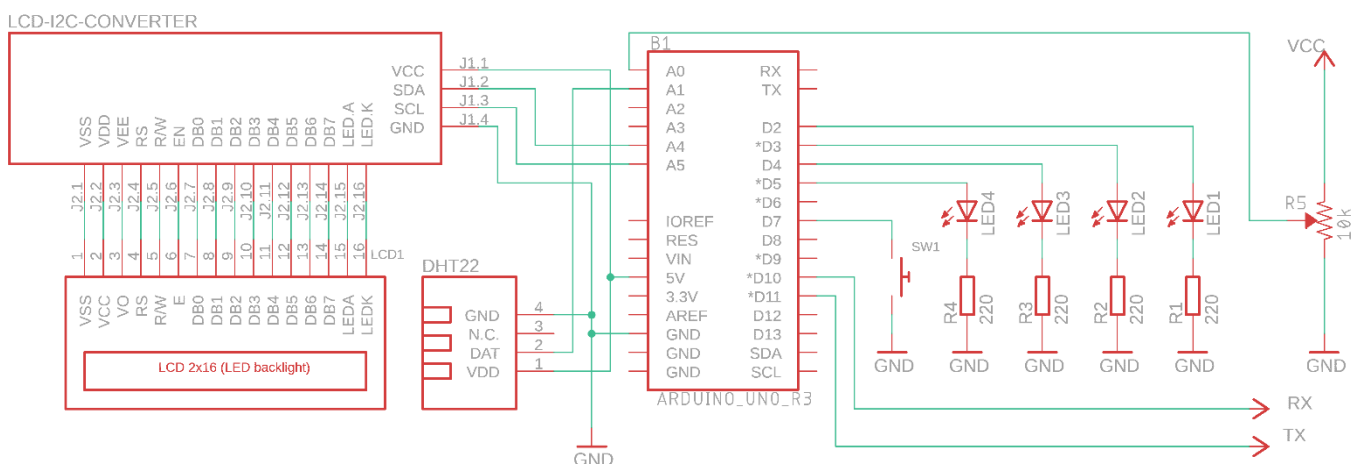 LCD-I2C-CONVERTER
VCC
SDA
SCL
GND
J1.1
J1.2
J1.3
J1.4
VSS
VDD
VEE
RS
R/W
EN
DB0
DB1
DB2
DB3
DB4
DB5
DB6
DB7
LED.A
LED.K
J2.1
J2.2
J2.3
J2.4
J2.5
J2.6
J2.7
J2.8
J2.9
J2.10
J2.11
J2.12
J2.13
J2.14
J2.15
J2.16
1
2
3
4
5
6
7
8
9
10
11
12
13
14
15
16
LCD1
VSS
VCC
VO
RS
R/W
E
DB0
DB1
DB2
DB3
DB4
DB5
DB6
DB7
LEDA
LEDK
LCD 2x16 (LED backlight)
DHT22
GND
N.C.
DAT
VDD
4
3
2
1
GND
B1
A0
A1
A2
A3
A4
A5
IOREF
RES
VIN
5V
3.3V
AREF
GND
GND
GND
RX
TX
D2
*D3
D4
*D5
*D6
D7
D8
*D9
*D10
*D11
D12
D13
SDA
SCL
ARDUINO_UNO_R3
SW1
GND
LED4
LED3
LED2
LED1
R4
220
R3
220
R2
220
R1
220
GND
GND
GND
GND
VCC
R5
10k
GND
RX
TX